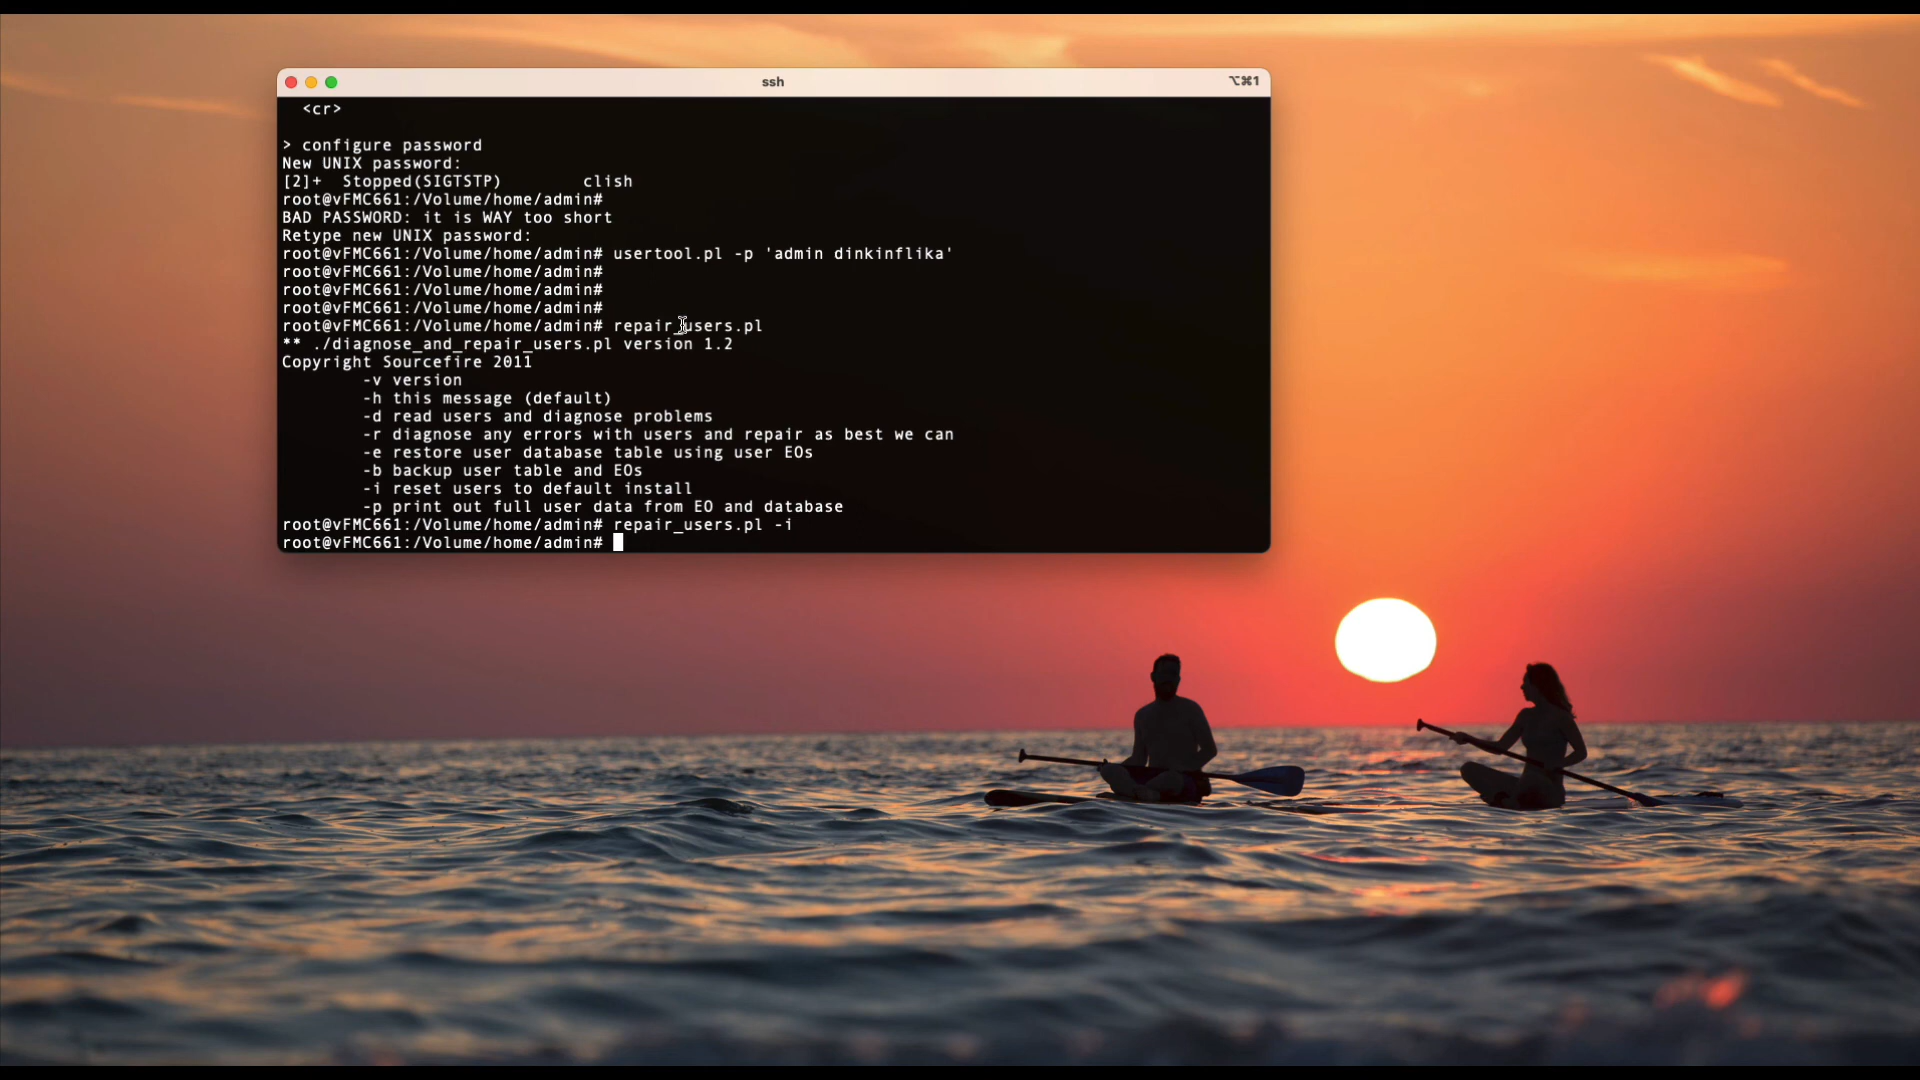 ssh
⌥⌘1
<cr>
> configure password
New UNIX password:
[2]+  Stopped(SIGTSTP)        clish
root@vFMC661:/Volume/home/admin#
BAD PASSWORD: it is WAY too short
Retype new UNIX password:
root@vFMC661:/Volume/home/admin# usertool.pl -p 'admin dinkinflika'
root@vFMC661:/Volume/home/admin#
root@vFMC661:/Volume/home/admin#
root@vFMC661:/Volume/home/admin#
root@vFMC661:/Volume/home/admin# repair_users.pl
** ./diagnose_and_repair_users.pl version 1.2
Copyright Sourcefire 2011
        -v version
        -h this message (default)
        -d read users and diagnose problems
        -r diagnose any errors with users and repair as best we can
        -e restore user database table using user EOs
        -b backup user table and EOs
        -i reset users to default install
        -p print out full user data from EO and database
root@vFMC661:/Volume/home/admin# repair_users.pl -i
root@vFMC661:/Volume/home/admin#